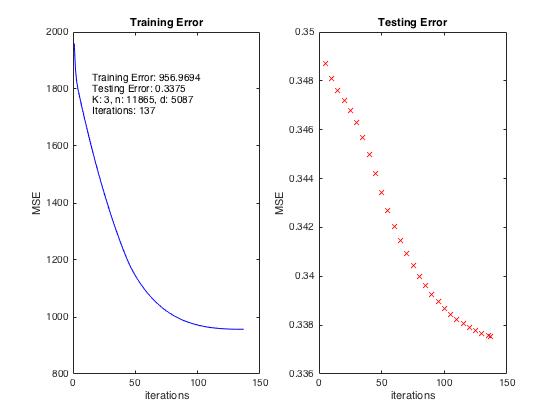 Training Error
2000
1800
1600
1400
1200
1000
800
MSE
0
50
100
150
iterations
Training Error: 956.9694
Testing Error: 0.3375
K: 3, n: 11865, d: 5087
Iterations: 137
Testing Error
0.35
0.348
0.346
0.344
0.342
0.34
0.338
0.336
MSE
0
50
100
150
iterations